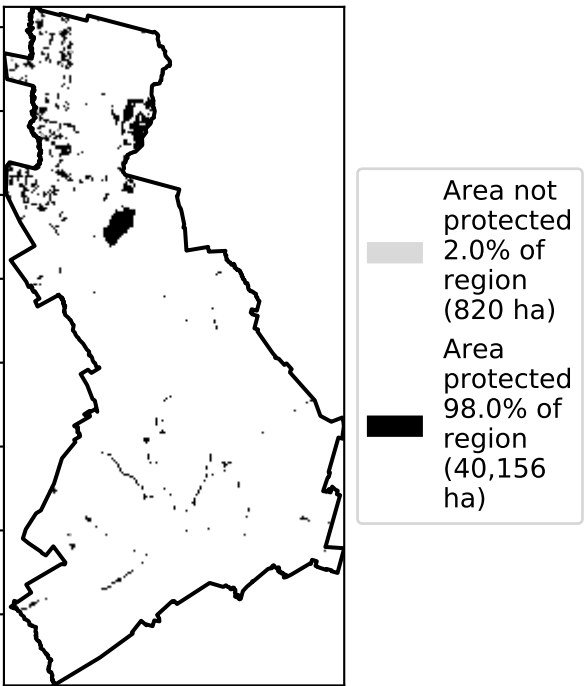 Area not
protected
2.0% of
region
(820 ha)
Area
protected
98.0% of
region
(40,156
ha)